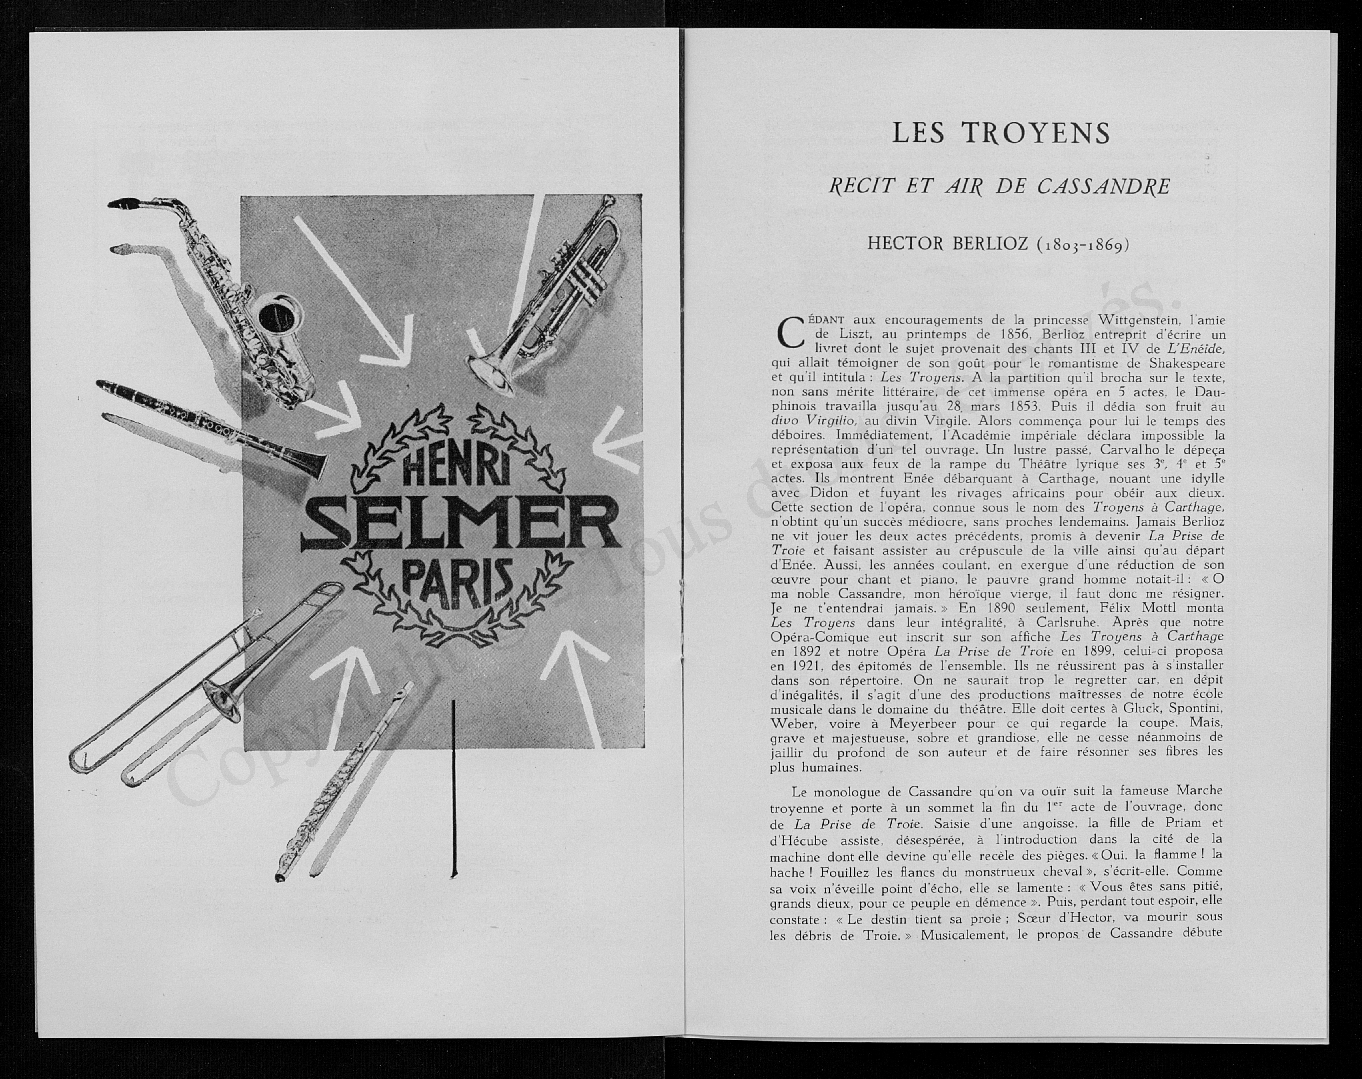 HENRI
SELMER
PARIS
LES TROYENS
RECIT ET AIR DE CASSANDRE
HECTOR BERLIOZ (1803-1869)
CÉDANT aux encouragements de la princesse Wittgenstein, l'amie
de Liszt, au printemps de 1856, Berlioz entreprit d'écrire un
livret dont le sujet provenait des chants III et IV de L'Enéide,
qui allait témoigner de son goût pour le romantisme de Shakespeare
et qu'il intitula : Les Troyens. A la partition qu'il brocha sur le texte,
non sans mérite littéraire, de cet immense opéra en 5 actes, le Dau-
phinois travailla jusqu'au 28 mars 1853. Puis il dédia son fruit au
divo Virgilio, au divin Virgile. Alors commença pour lui le temps des
déboires. Immédiatement, l'Académie impériale déclara impossible la
représentation d'un tel ouvrage. Un lustre passé, Carvalho le dépeça
et exposa aux feux de la rampe du Théâtre lyrique ses 3e, 4e et 5e
actes. Ils montrent Enée débarquant à Carthage, nouant une idylle
avec Didon et fuyant les rivages africains pour obéir aux dieux.
Cette section de l'opéra, connue sous le nom des Troyens à Carthage,
n'obtint qu'un succès médiocre, sans proches lendemains. Jamais Berlioz
ne vit jouer les deux actes précédents, promis à devenir La Prise de
Troie et faisant assister au crépuscule de la ville ainsi qu'au départ
d'Enée. Aussi, les années coulant, en exergue d'une réduction de son
œuvre pour chant et piano, le pauvre grand homme notait-il : « O
ma noble Cassandre, mon héroïque vierge, il faut donc me résigner.
Je ne t'entendrai jamais. » En 1890 seulement, Félix Mottl monta
Les Troyens dans leur intégralité, à Carlsruhe. Après que notre
Opéra-Comique eut inscrit sur son affiche Les Troyens à Carthage
en 1892 et notre Opéra La Prise de Troie en 1899, celui-ci proposa
en 1921, des épitomés de l'ensemble. Ils ne réussirent pas à s'installer
dans son répertoire. On ne saurait trop le regretter car, en dépit
d'inégalités, il s'agit d'une des productions maîtresses de notre école
musicale dans le domaine du théâtre. Elle doit certes à Gluck, Spontini,
Weber, voire à Meyerbeer pour ce qui regarde la coupe. Mais,
grave et majestueuse, sobre et grandiose, elle ne cesse néanmoins de
jaillir du profond de son auteur et de faire résonner ses fibres les
plus humaines.
Le monologue de Cassandre qu'on va ouïr suit la fameuse Marche
troyenne et porte à un sommet la fin du 1er acte de l'ouvrage, donc
de La Prise de Troie. Saisie d'une angoisse, la fille de Priam et
d'Hécube assiste, désespérée, à l'introduction dans la cité de la
machine dont elle devine qu'elle recèle des pièges. « Oui, la flamme ! la
hache ! Fouillez les flancs du monstrueux cheval », s'écrit-elle. Comme
sa voix n'éveille point d'écho, elle se lamente : « Vous êtes sans pitié,
grands dieux, pour ce peuple en démence ». Puis, perdant tout espoir, elle
constate : « Le destin tient sa proie ; Sœur d'Hector, va mourir sous
les débris de Troie. » Musicalement, le propos de Cassandre débute